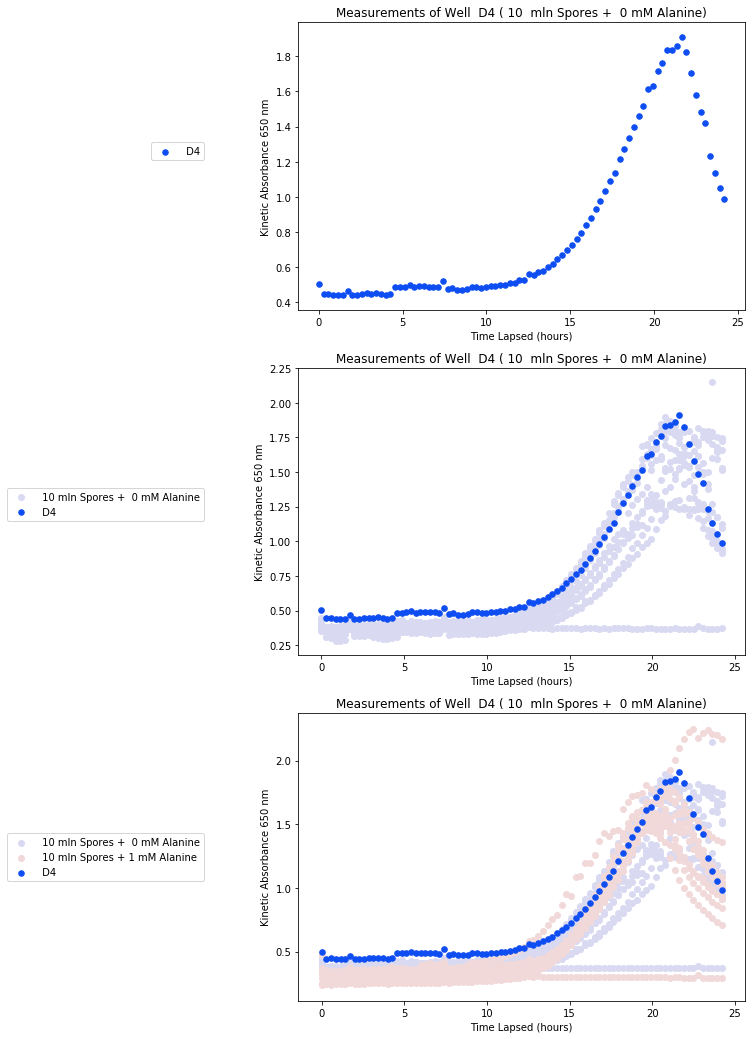 Measurements of Well  D4 ( 10  mln Spores +  0 mM Alanine)
D4
Kinetic Absorbance 650 nm
1.8
1.6
1.4
1.2
1.0
0.8
0.6
0.4
0 5 10 15 20 25
Time Lapsed (hours)
Measurements of Well  D4 ( 10  mln Spores +  0 mM Alanine)
10 mln Spores +  0 mM Alanine
D4
Kinetic Absorbance 650 nm
2.25
2.00
1.75
1.50
1.25
1.00
0.75
0.50
0.25
0 5 10 15 20 25
Time Lapsed (hours)
Measurements of Well  D4 ( 10  mln Spores +  0 mM Alanine)
10 mln Spores +  0 mM Alanine
10 mln Spores + 1 mM Alanine
D4
Kinetic Absorbance 650 nm
2.0
1.5
1.0
0.5
0 5 10 15 20 25
Time Lapsed (hours)